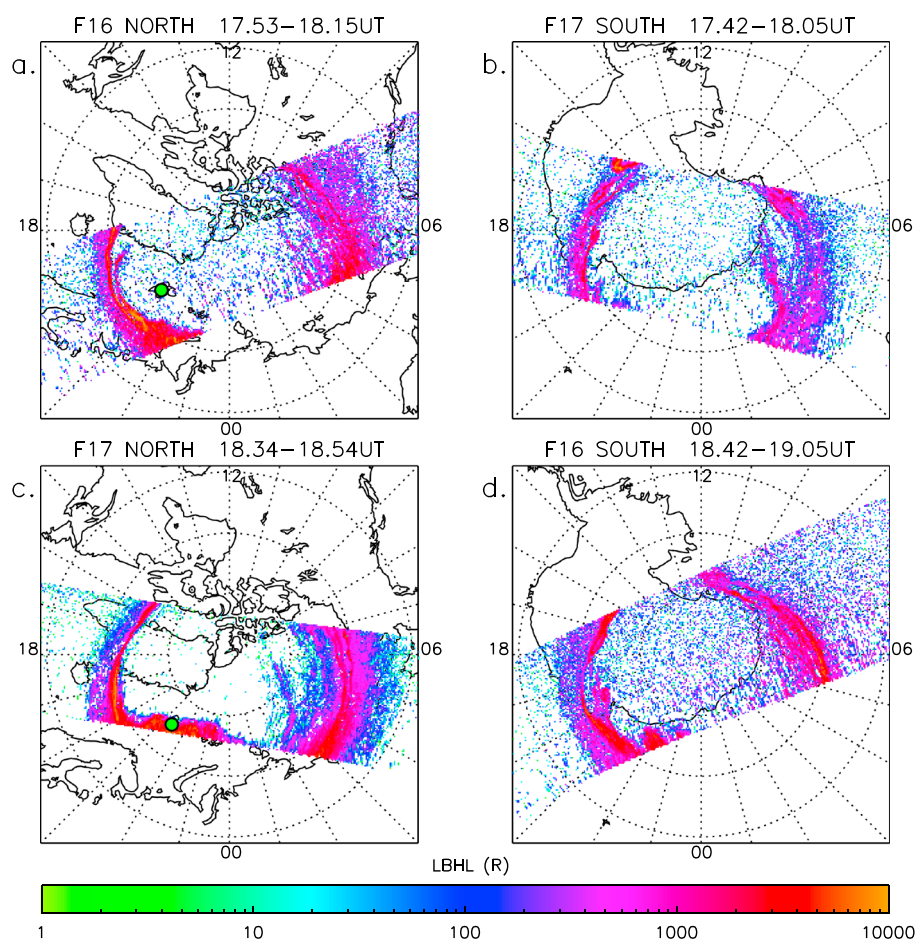 F16 NORTH 17.53-18.15UT
F17 SOUTH 17.42-18.05UT
a.
12
b.
12
18
06
18
06
00
00
F17 NORTH 18.34-18.54UT
F16 SOUTH 18.42-19.05UT
c.
12
d.
12
18
06
18
06
00
00
LBHL (R)
1 10 100 1000 10000